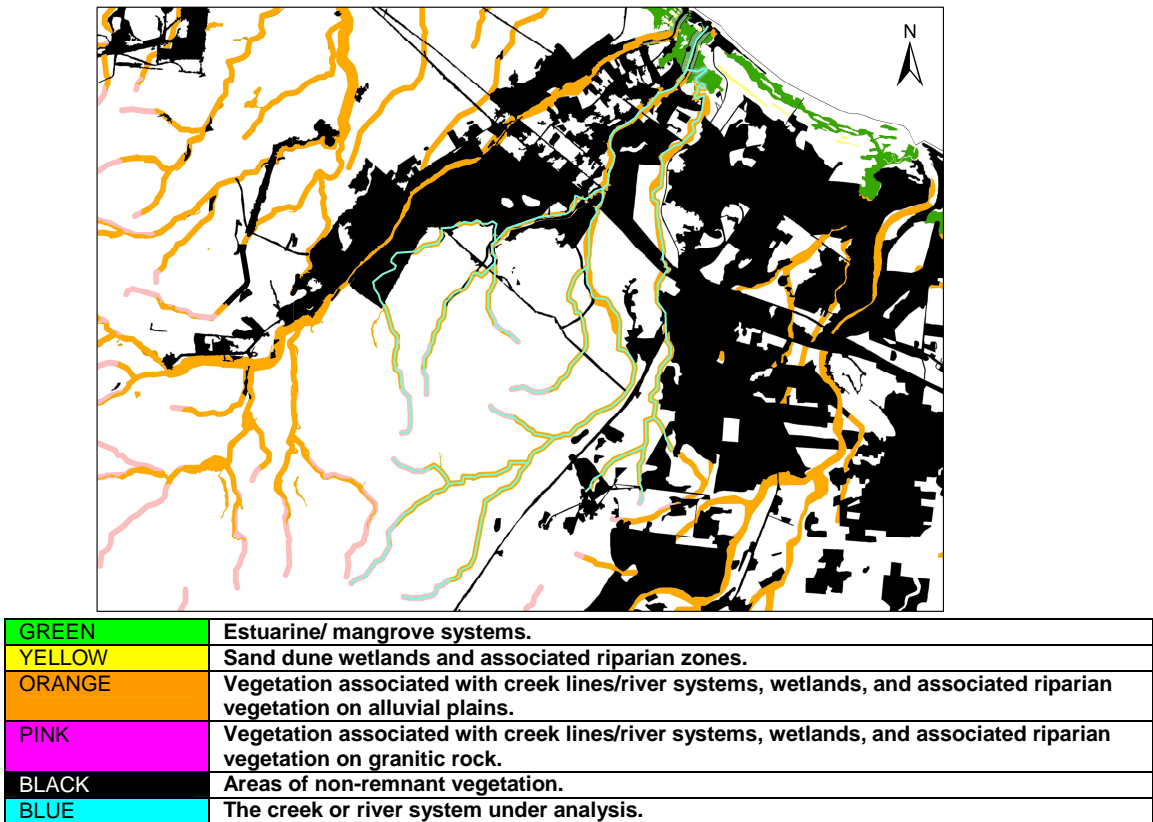 N
GREEN Estuarine/ mangrove systems.
YELLOW Sand dune wetlands and associated riparian zones.
ORANGE Vegetation associated with creek lines/river systems, wetlands, and associated riparian
vegetation on alluvial plains.
PINK Vegetation associated with creek lines/river systems, wetlands, and associated riparian
vegetation on granitic rock.
BLACK Areas of non-remnant vegetation.
BLUE The creek or river system under analysis.